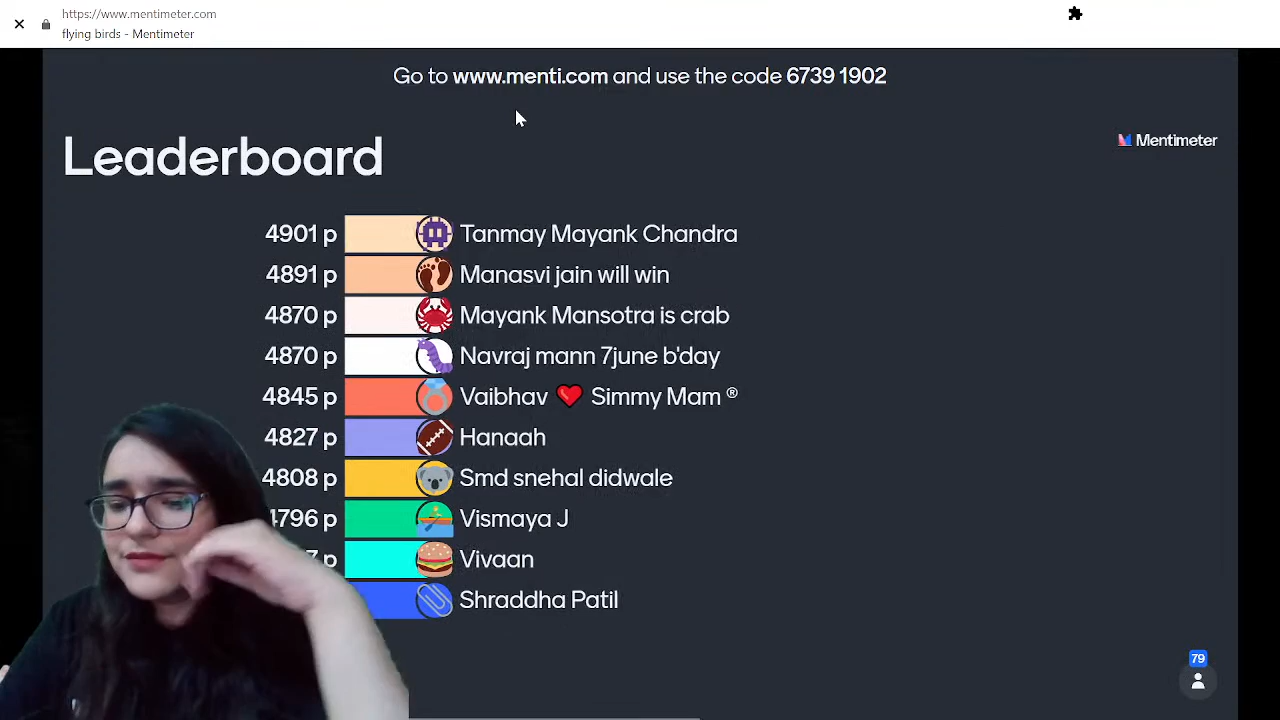 https://www.mentimeter.com
flying birds - Mentimeter
Go to www.menti.com and use the code 6739 1902
Leaderboard
Mentimeter
4901 p Tanmay Mayank Chandra
4891 p Manasvi jain will win
4870 p Mayank Mansotra is crab
4870 p Navraj mann 7june b'day
4845 p Vaibhav ❤️ Simmy Mam ®
4827 p Hanaah
4808 p Smd snehal didwale
4796 p Vismaya J
p Vivaan
Shraddha Patil
79